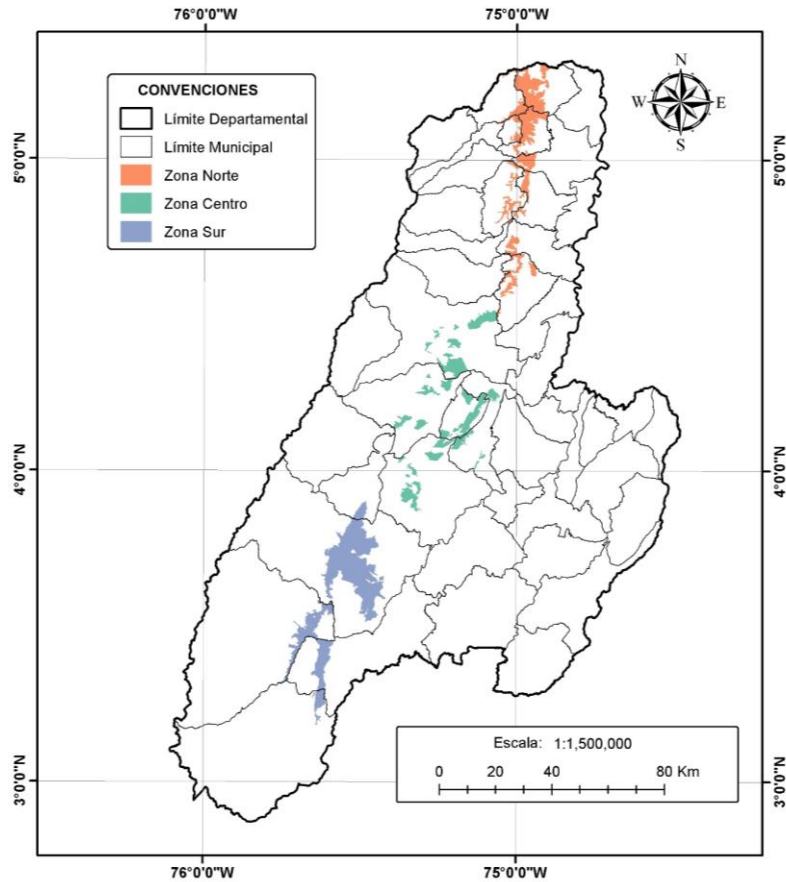 76°0'0"W 75°0'0"W
N
W E
S
CONVENCIONES
Límite Departamental
Límite Municipal
Zona Norte
Zona Centro
Zona Sur
5°0'0"N 5°0'0"N
4°0'0"N 4°0'0"N
Escala: 1:1,500,000
0 20 40 80 Km
3°0'0"N 3°0'0"N
76°0'0"W 75°0'0"W